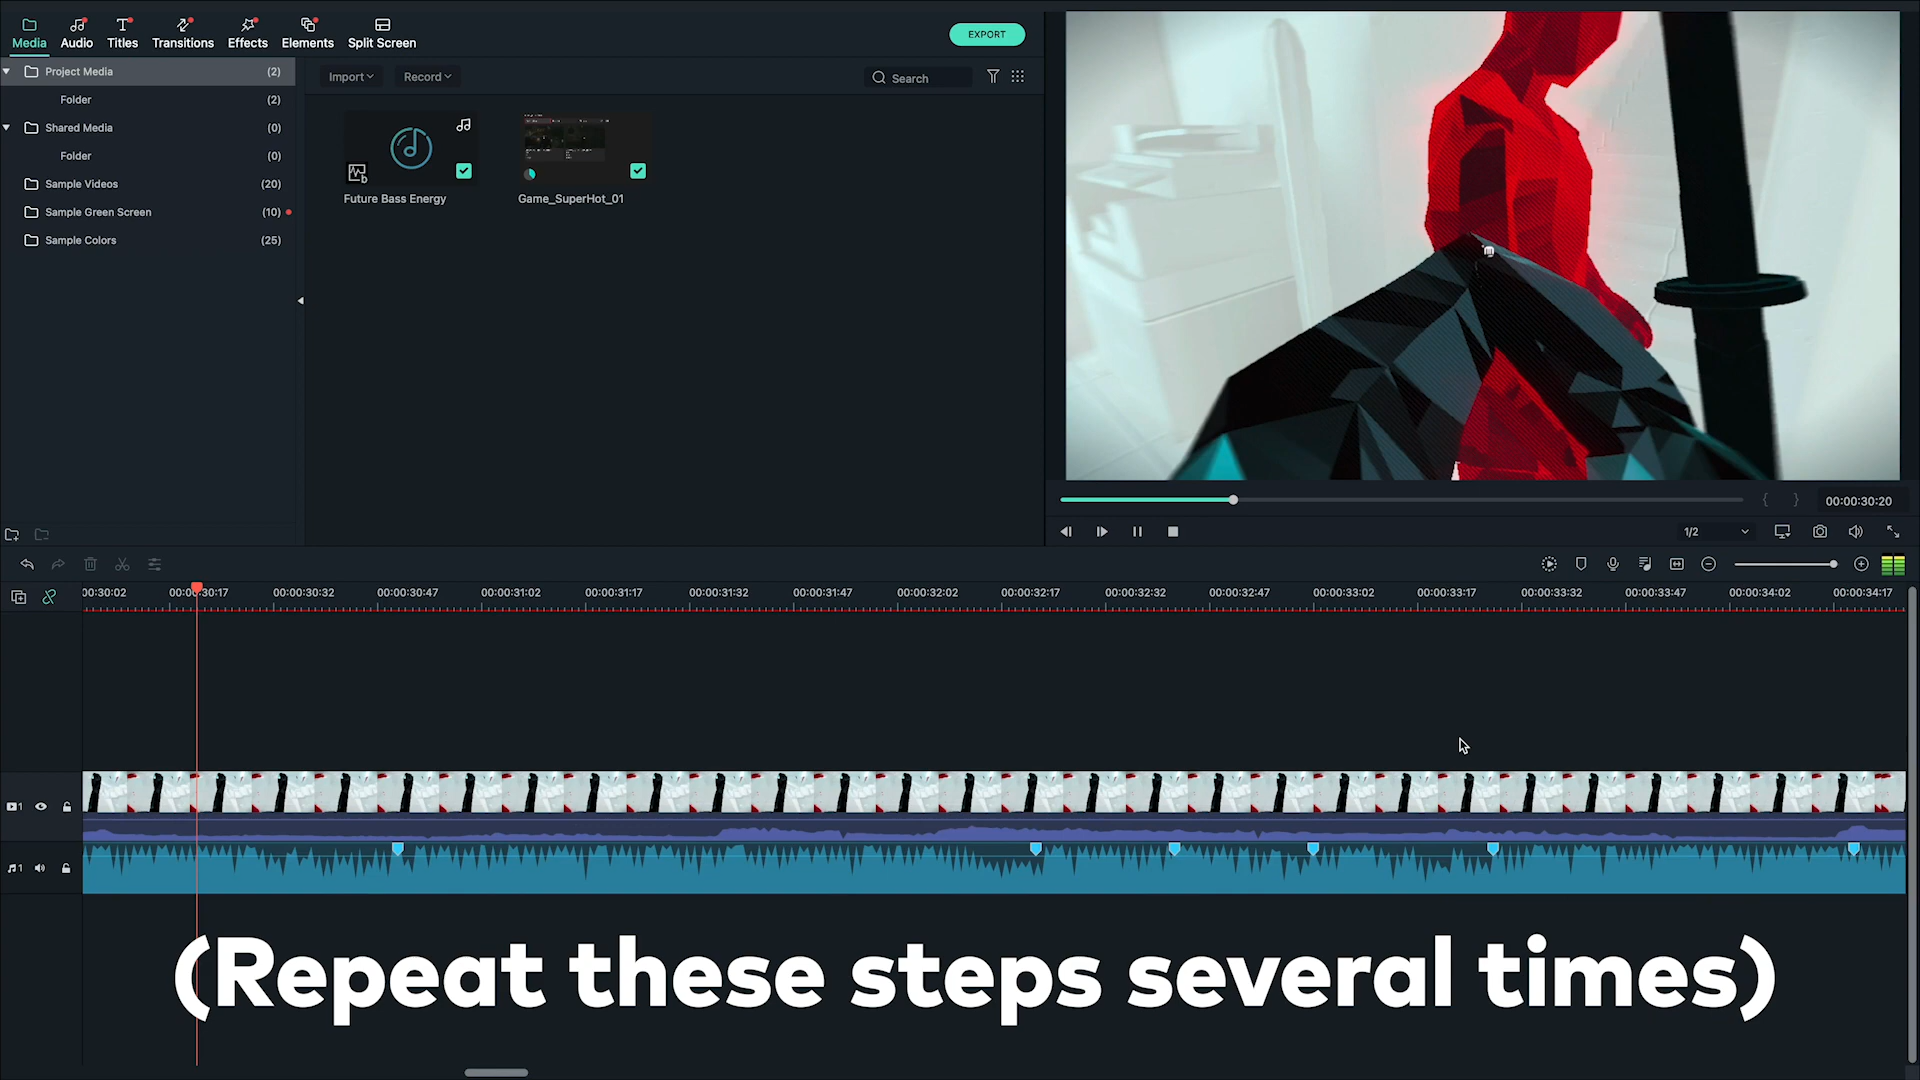 Media
Audio
Titles
Transitions
Effects
Elements
Split Screen
EXPORT
Project Media (2)
Folder (2)
Shared Media (0)
Folder (0)
Sample Videos (20)
Sample Green Screen (10)
Sample Colors (25)
Import
Record
Search
Future Bass Energy
Game_SuperHot_01
00:00:30:20
1/2
00:30:02
00:00:30:17
00:00:30:32
00:00:30:47
00:00:31:02
00:00:31:17
00:00:31:32
00:00:31:47
00:00:32:02
00:00:32:17
00:00:32:32
00:00:32:47
00:00:33:02
00:00:33:17
00:00:33:32
00:00:33:47
00:00:34:02
00:00:34:17
1
1
(Repeat these steps several times)